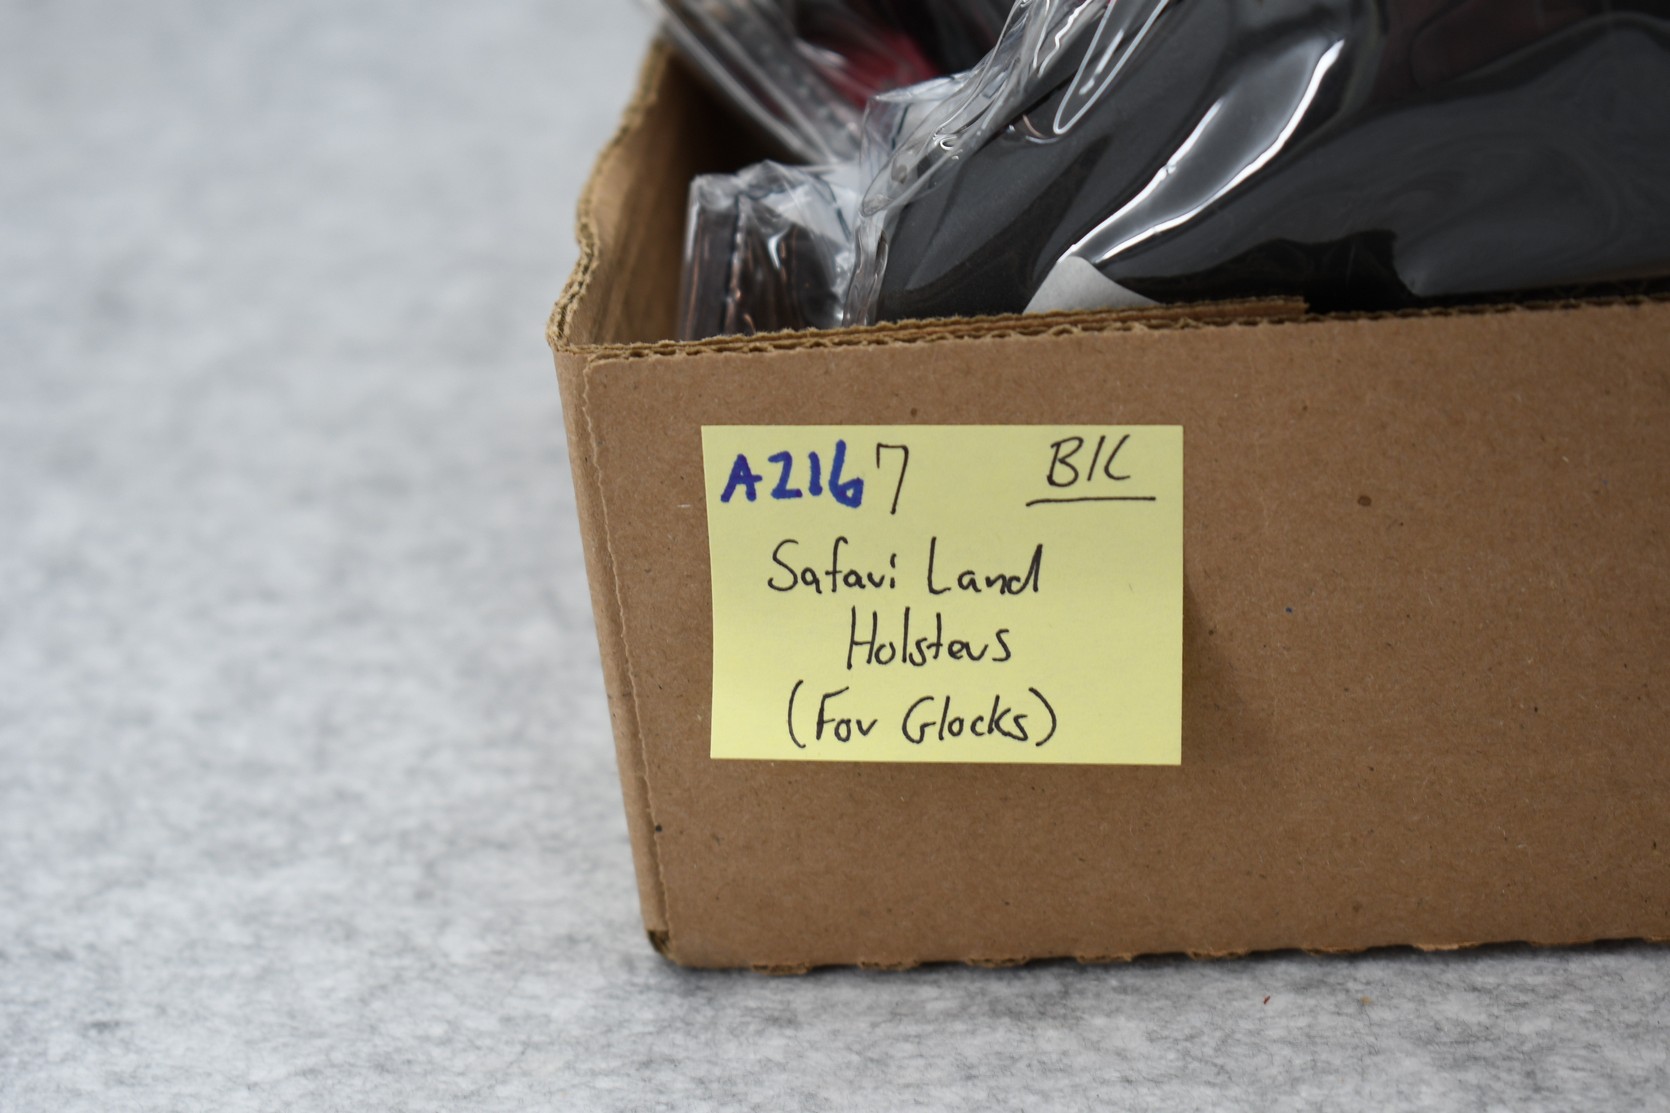 A2167 B/C
Safari Land
Holsters
(For Glocks)